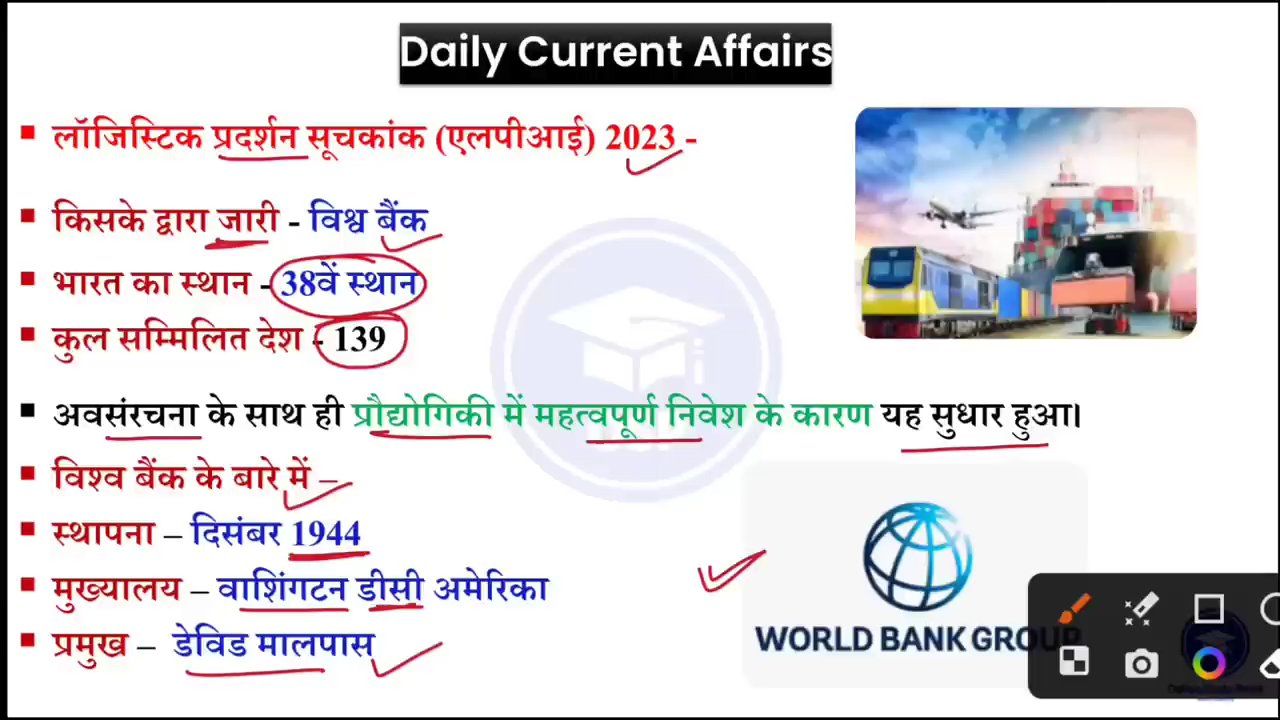 Daily Current Affairs
लॉजिस्टिक प्रदर्शन सूचकांक (एलपीआई) 2023 -
किसके द्वारा जारी - विश्व बैंक
भारत का स्थान - 38वें स्थान
कुल सम्मिलित देश - 139
अवसंरचना के साथ ही प्रौद्योगिकी में महत्वपूर्ण निवेश के कारण यह सुधार हुआ।
विश्व बैंक के बारे में –
स्थापना – दिसंबर 1944
मुख्यालय – वाशिंगटन डीसी अमेरिका
प्रमुख – डेविड मालपास
WORLD BANK GROUP